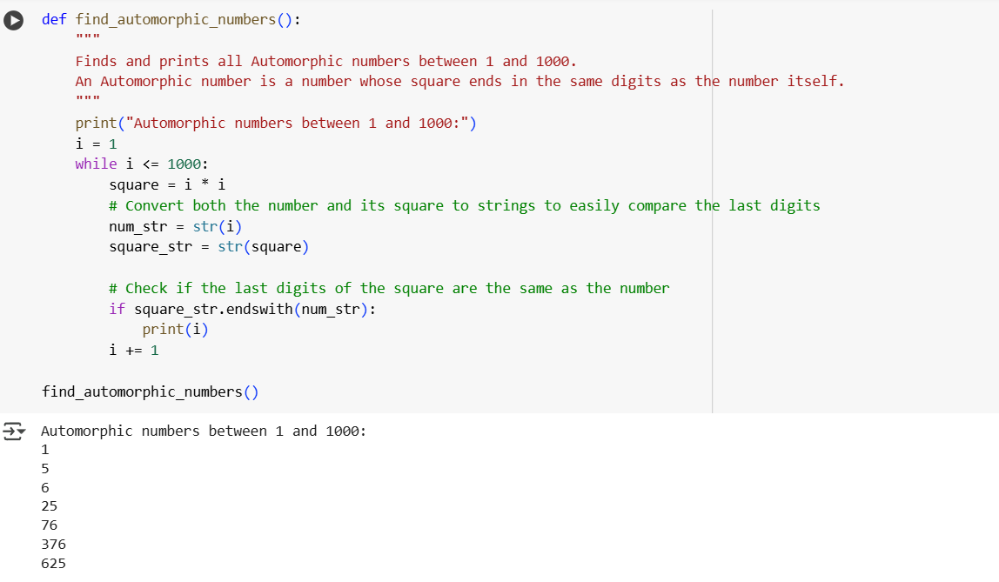 def find_automorphic_numbers():
    """
    Finds and prints all Automorphic numbers between 1 and 1000.
    An Automorphic number is a number whose square ends in the same digits as the number itself.
    """
    print("Automorphic numbers between 1 and 1000:")
    i = 1
    while i <= 1000:
        square = i * i
        # Convert both the number and its square to strings to easily compare the last digits
        num_str = str(i)
        square_str = str(square)

        # Check if the last digits of the square are the same as the number
        if square_str.endswith(num_str):
            print(i)
        i += 1

find_automorphic_numbers()
Automorphic numbers between 1 and 1000:
1
5
6
25
76
376
625